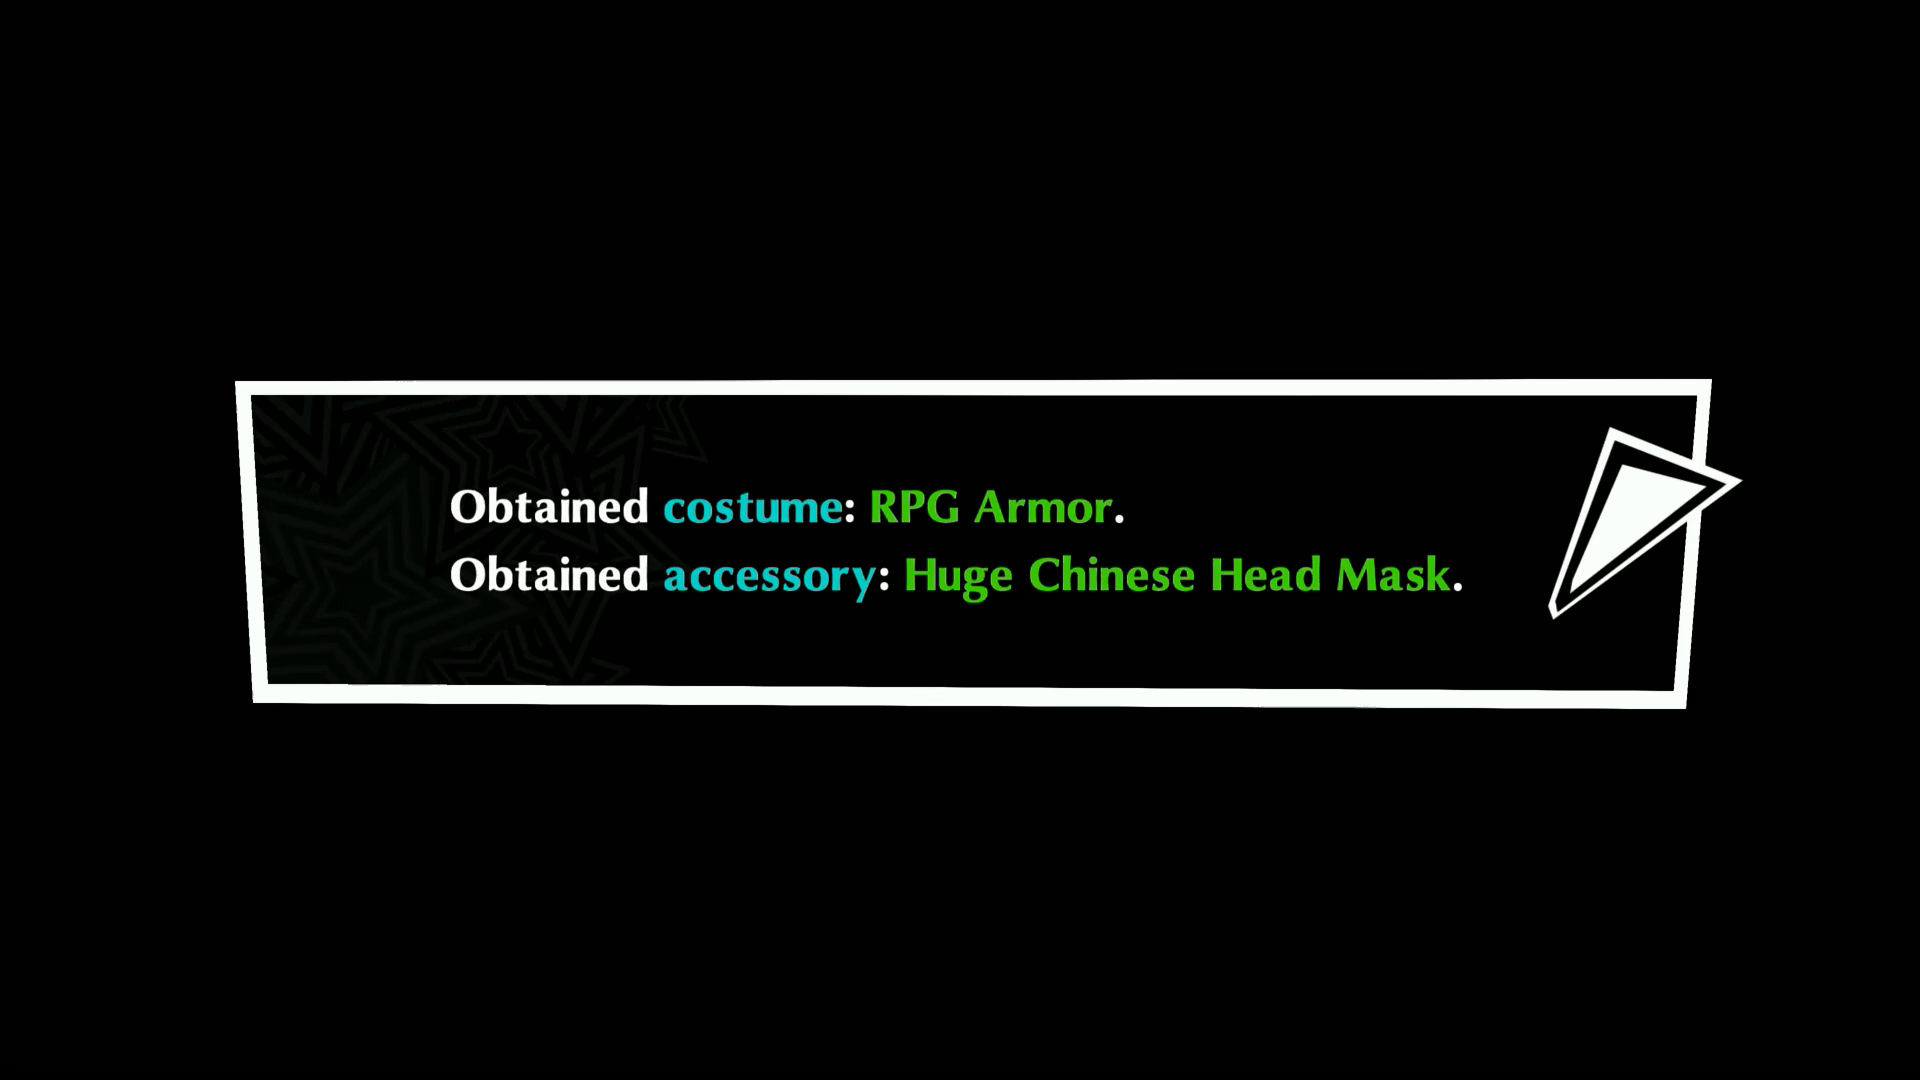 Obtained costume: RPG Armor.
Obtained accessory: Huge Chinese Head Mask.